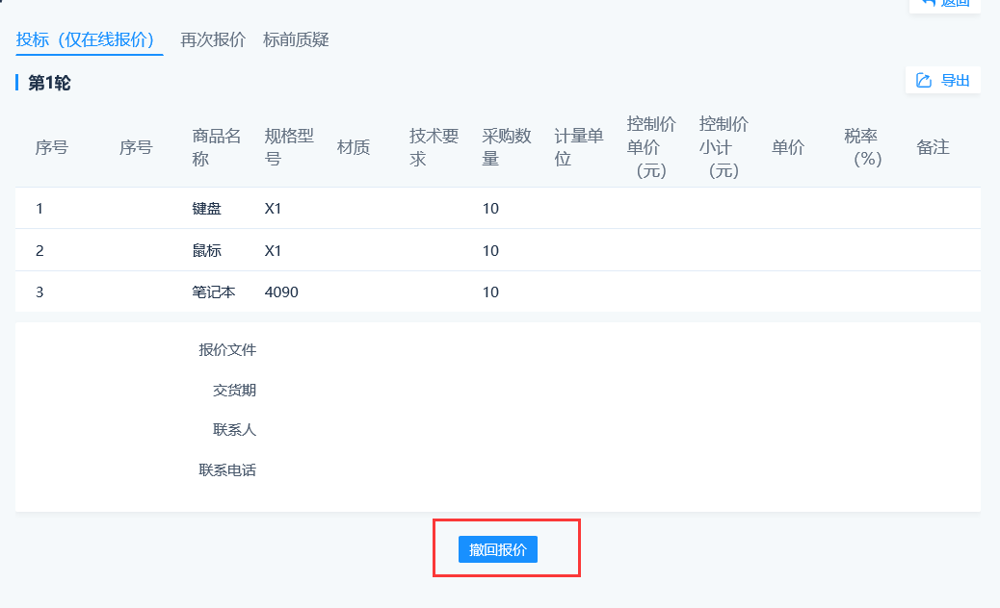 返回
投标（仅在线报价） 再次报价 标前质疑
第1轮
导出
序号 序号 商品名称 规格型号 材质 技术要求 采购数量 计量单位 控制价单价（元） 控制价小计（元） 单价 税率（%） 备注
1 键盘 X1 10
2 鼠标 X1 10
3 笔记本 4090 10
报价文件
交货期
联系人
联系电话
撤回报价